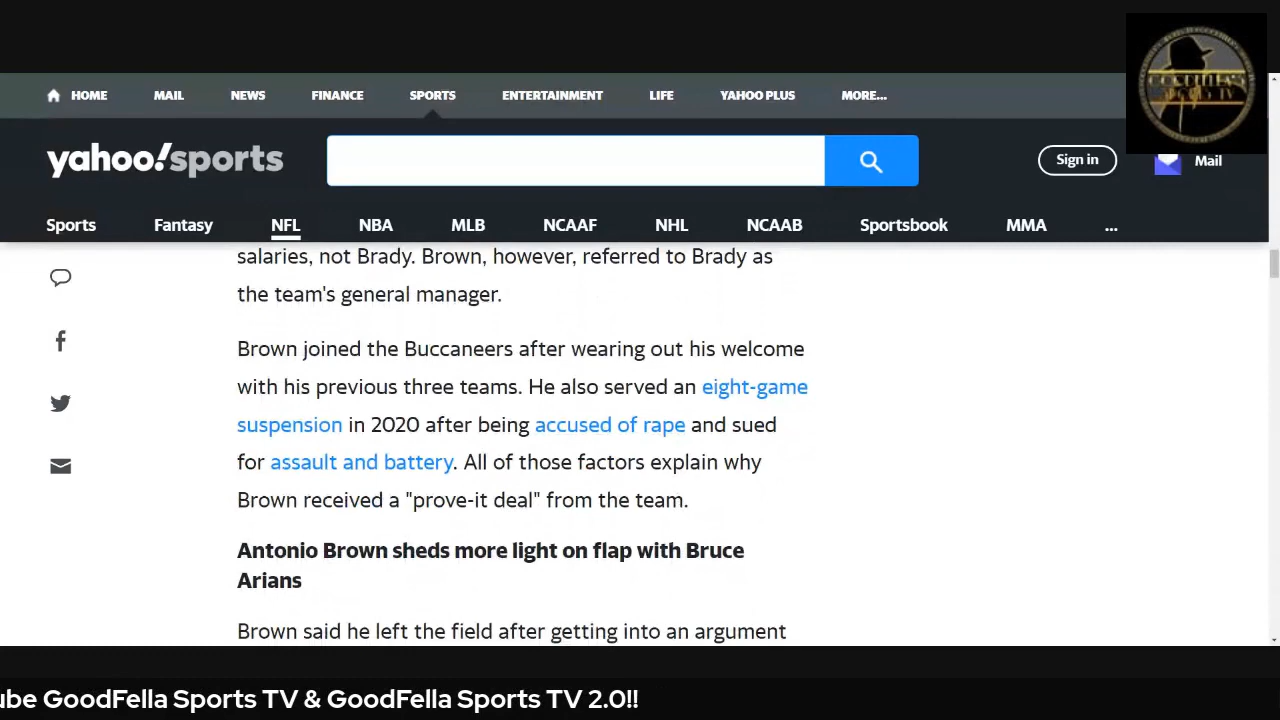 HOME MAIL NEWS FINANCE SPORTS ENTERTAINMENT LIFE YAHOO PLUS MORE...
yahoo!sports
Sign in
Mail
Sports Fantasy NFL NBA MLB NCAAF NHL NCAAB Sportsbook MMA ...
salaries, not Brady. Brown, however, referred to Brady as
the team's general manager.
Brown joined the Buccaneers after wearing out his welcome
with his previous three teams. He also served an eight-game
suspension in 2020 after being accused of rape and sued
for assault and battery. All of those factors explain why
Brown received a "prove-it deal" from the team.
Antonio Brown sheds more light on flap with Bruce
Arians
Brown said he left the field after getting into an argument
ube GoodFella Sports TV & GoodFella Sports TV 2.0!!